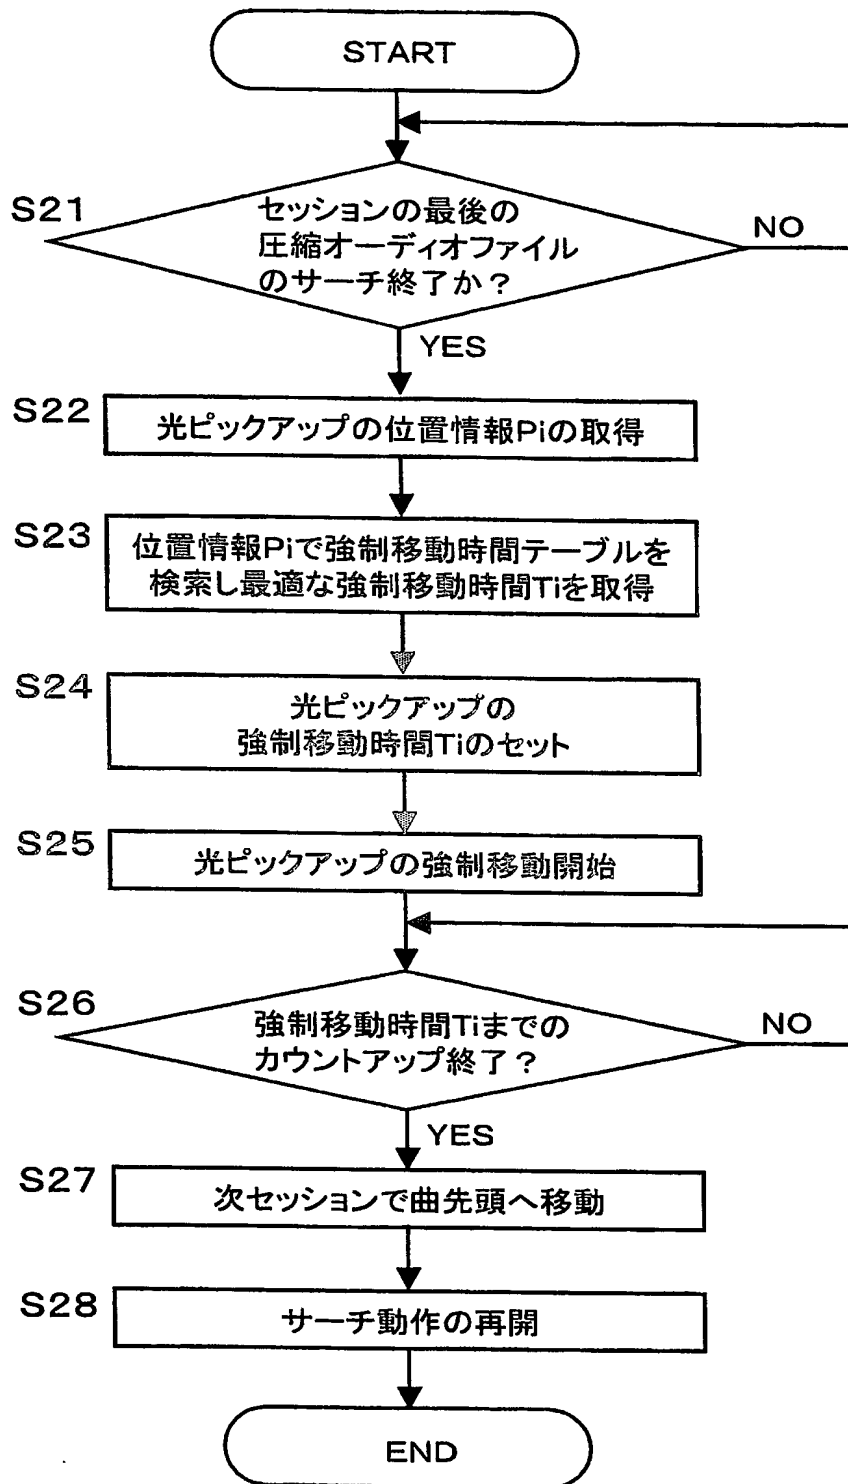 START
S21
セッションの最後の
圧縮オーディオファイル
のサーチ終了か？
NO
YES
S22
光ピックアップの位置情報Piの取得
S23
位置情報Piで強制移動時間テーブルを
検索し最適な強制移動時間Tiを取得
S24
光ピックアップの
強制移動時間Tiのセット
S25
光ピックアップの強制移動開始
S26
強制移動時間Tiまでの
カウントアップ終了？
NO
YES
S27
次セッションで曲先頭へ移動
S28
サーチ動作の再開
END